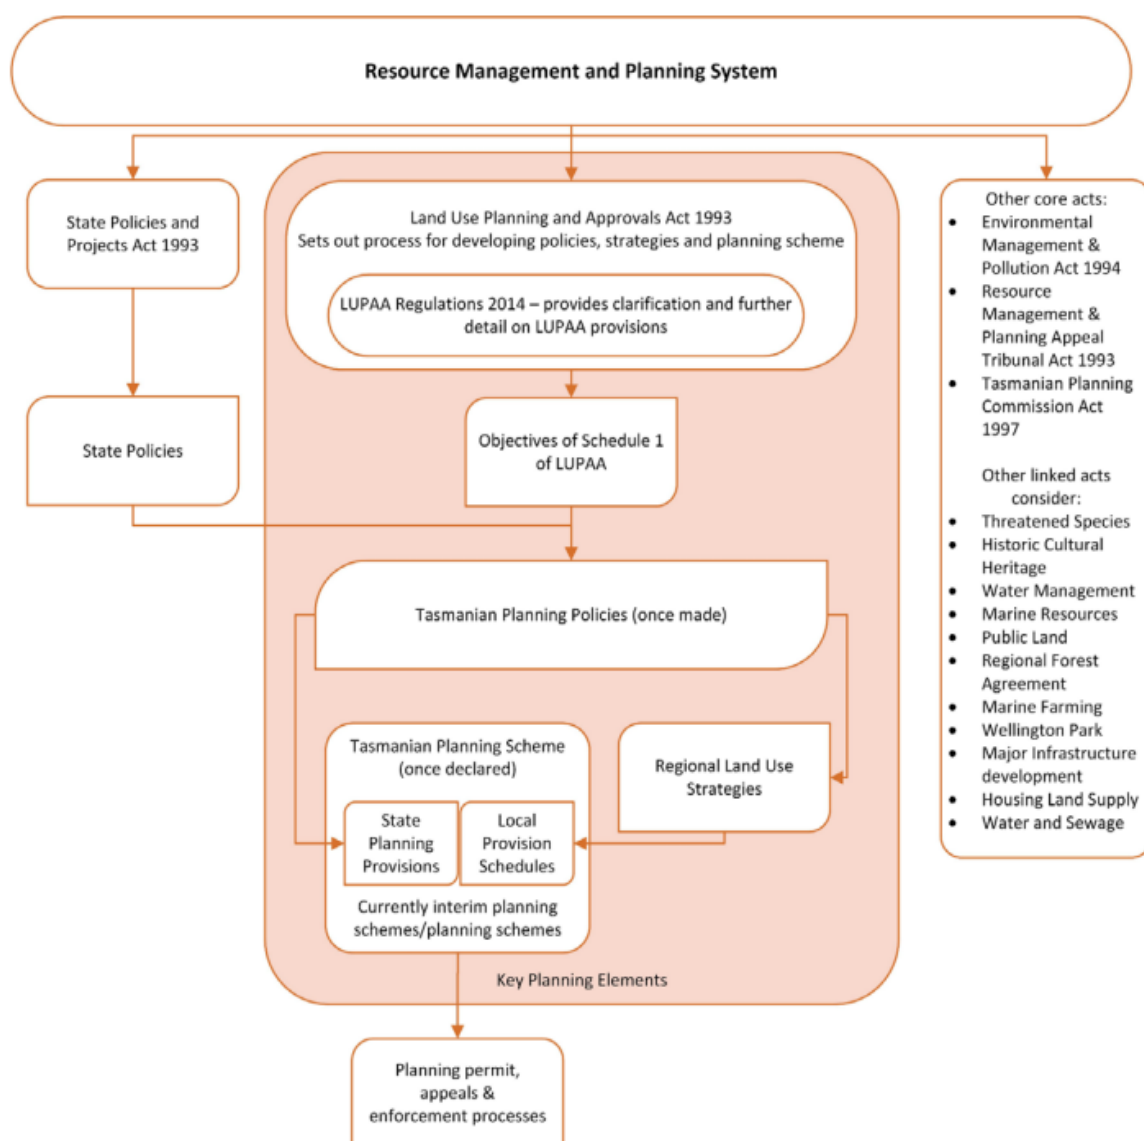 Resource Management and Planning System
State Policies and
Projects Act 1993
State Policies
Land Use Planning and Approvals Act 1993
Sets out process for developing policies, strategies and planning scheme
LUPAA Regulations 2014 – provides clarification and further
detail on LUPAA provisions
Objectives of Schedule 1
of LUPAA
Tasmanian Planning Policies (once made)
Tasmanian Planning Scheme
(once declared)
State
Planning
Provisions
Local
Provision
Schedules
Currently interim planning
schemes/planning schemes
Regional Land Use
Strategies
Key Planning Elements
Planning permit,
appeals &
enforcement processes
Other core acts:
• Environmental
Management &
Pollution Act 1994
• Resource
Management &
Planning Appeal
Tribunal Act 1993
• Tasmanian Planning
Commission Act
1997
Other linked acts
consider:
• Threatened Species
• Historic Cultural
Heritage
• Water Management
• Marine Resources
• Public Land
• Regional Forest
Agreement
• Marine Farming
• Wellington Park
• Major Infrastructure
development
• Housing Land Supply
• Water and Sewage